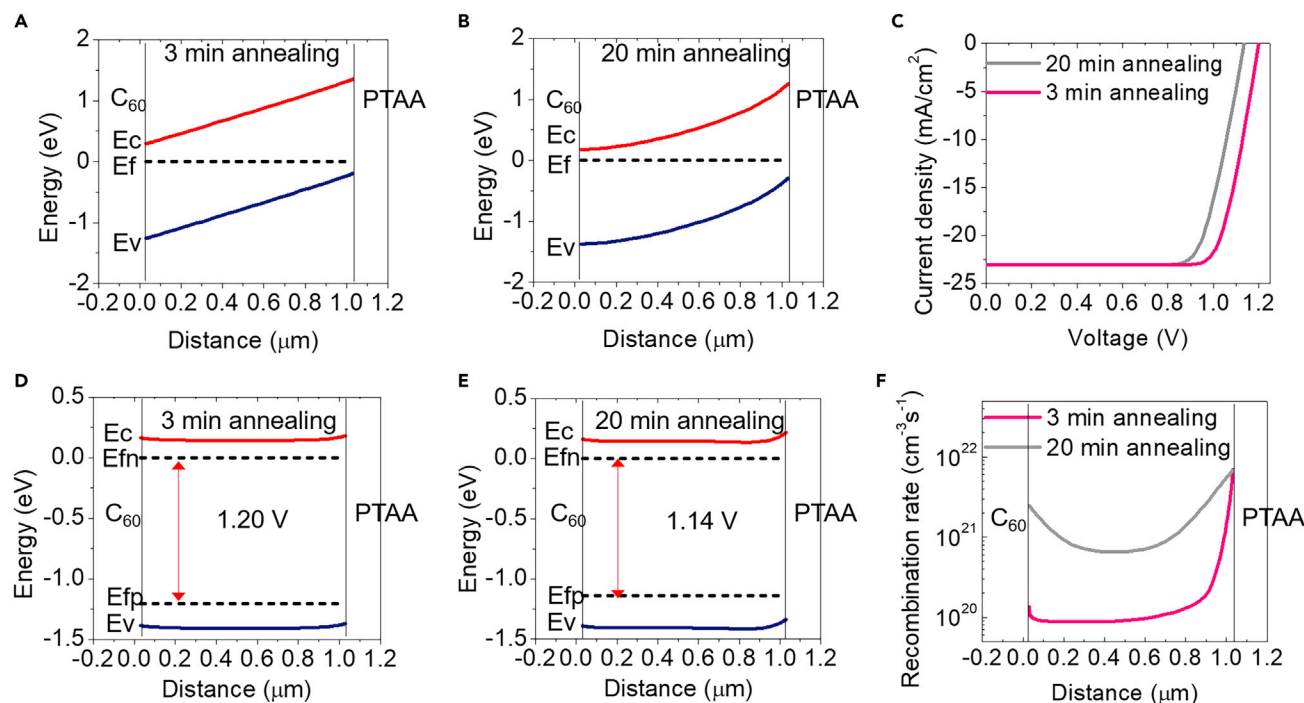 A
3 min annealing
C60
PTAA
Ec
Ef
Ev
Energy (eV)
2
1
0
-1
-2
-0.20 0.0 0.2 0.4 0.6 0.8 1.0 1.2
Distance (μm)
B
20 min annealing
C60
PTAA
Ec
Ef
Ev
Energy (eV)
2
1
0
-1
-2
-0.20 0.0 0.2 0.4 0.6 0.8 1.0 1.2
Distance (μm)
C
20 min annealing
3 min annealing
Current density (mA/cm²)
0
-5
-10
-15
-20
-25
0.0 0.2 0.4 0.6 0.8 1.0 1.2
Voltage (V)
D
3 min annealing
Ec
Efn
C60
1.20 V
PTAA
Efp
Ev
Energy (eV)
0.5
0.0
-0.5
-1.0
-1.5
-0.20 0.0 0.2 0.4 0.6 0.8 1.0 1.2
Distance (μm)
E
20 min annealing
Ec
Efn
C60
1.14 V
PTAA
Efp
Ev
Energy (eV)
0.5
0.0
-0.5
-1.0
-1.5
-0.20 0.0 0.2 0.4 0.6 0.8 1.0 1.2
Distance (μm)
F
3 min annealing
20 min annealing
C60
PTAA
Recombination rate (cm⁻³s⁻¹)
10²²
10²¹
10²⁰
-0.20 0.0 0.2 0.4 0.6 0.8 1.0 1.2
Distance (μm)